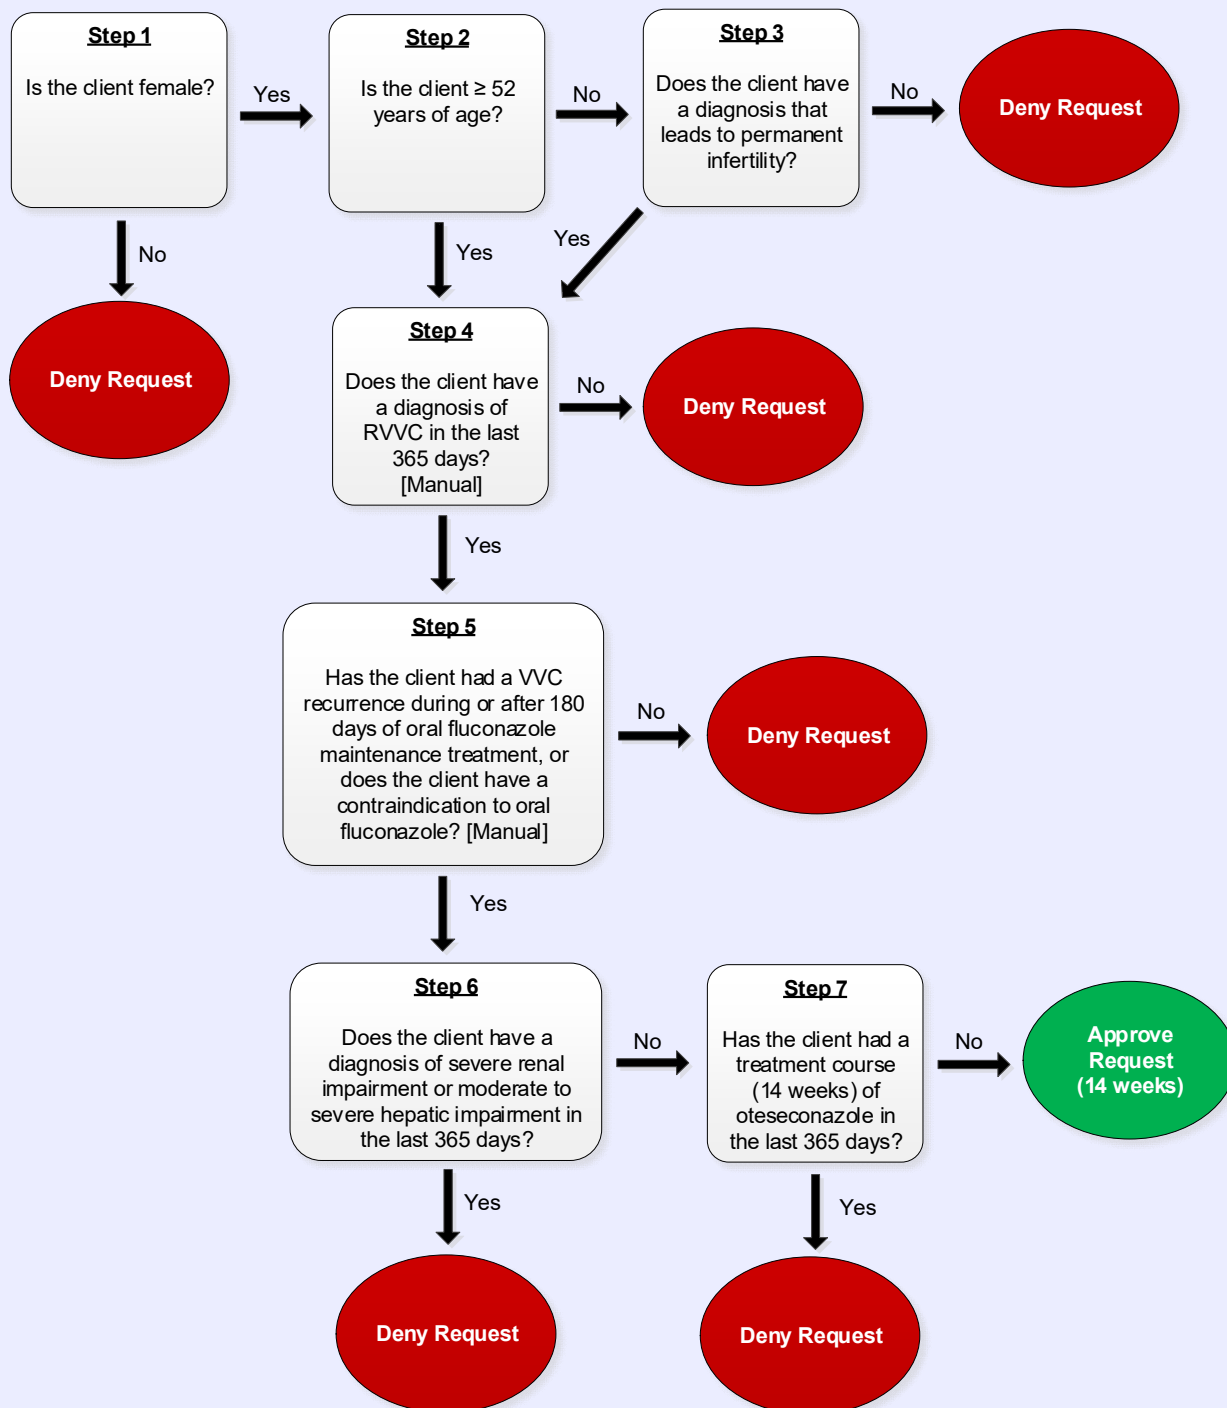 Step 1
Is the client female?
Yes
No
Deny Request
Step 2
Is the client ≥ 52
years of age?
No
Yes
Step 3
Does the client have
a diagnosis that
leads to permanent
infertility?
No
Deny Request
Yes
Step 4
Does the client have
a diagnosis of
RVVC in the last
365 days?
[Manual]
No
Deny Request
Yes
Step 5
Has the client had a VVC
recurrence during or after 180
days of oral fluconazole
maintenance treatment, or
does the client have a
contraindication to oral
fluconazole? [Manual]
No
Deny Request
Yes
Step 6
Does the client have a
diagnosis of severe renal
impairment or moderate to
severe hepatic impairment in
the last 365 days?
No
Yes
Deny Request
Step 7
Has the client had a
treatment course
(14 weeks) of
oteseconazole in
the last 365 days?
No
Approve
Request
(14 weeks)
Yes
Deny Request